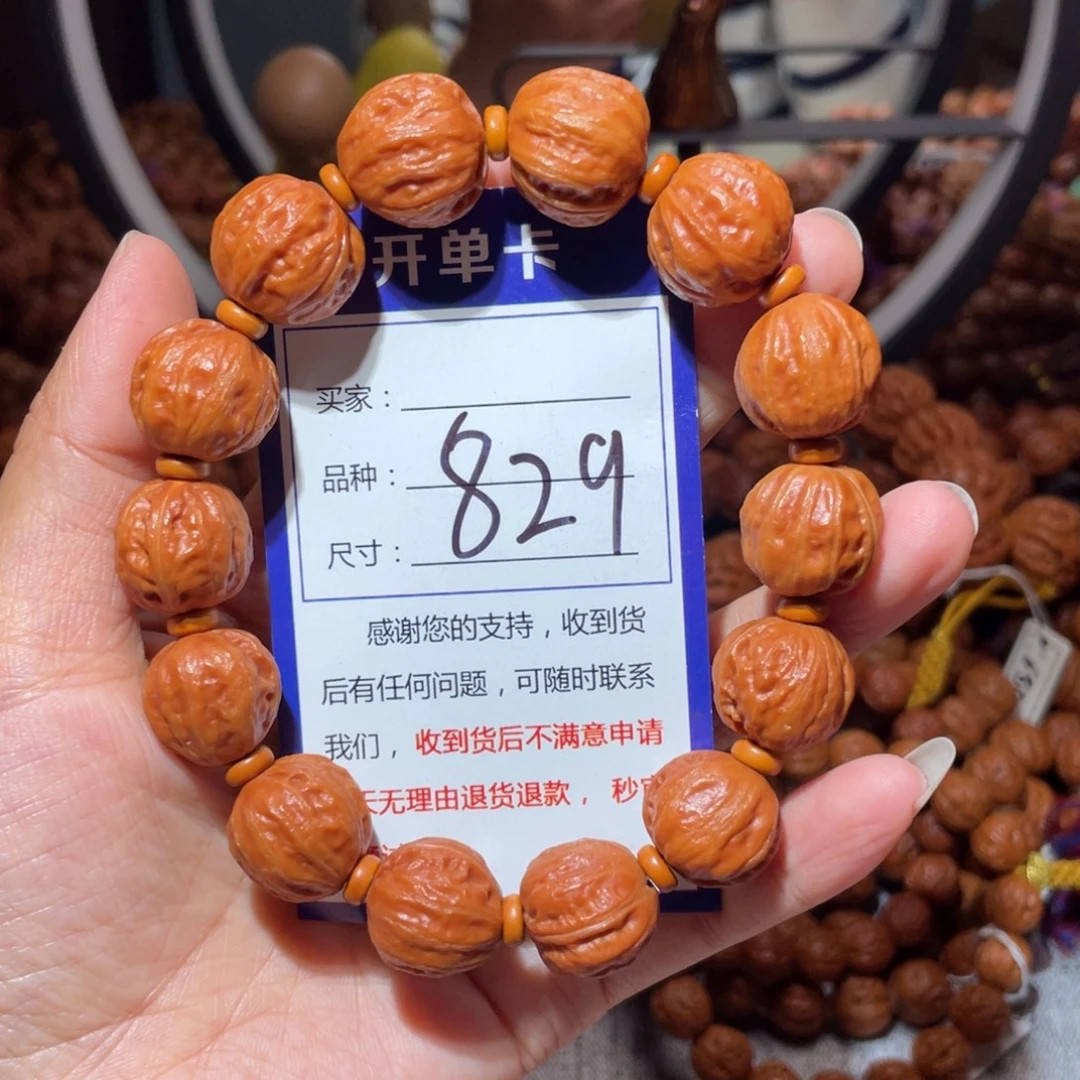 开单卡
买家：
品种：829
尺寸：
感谢您的支持，收到货
后有任何问题，可随时联系
我们，收到货后不满意申请
天无理由退货退款，秒